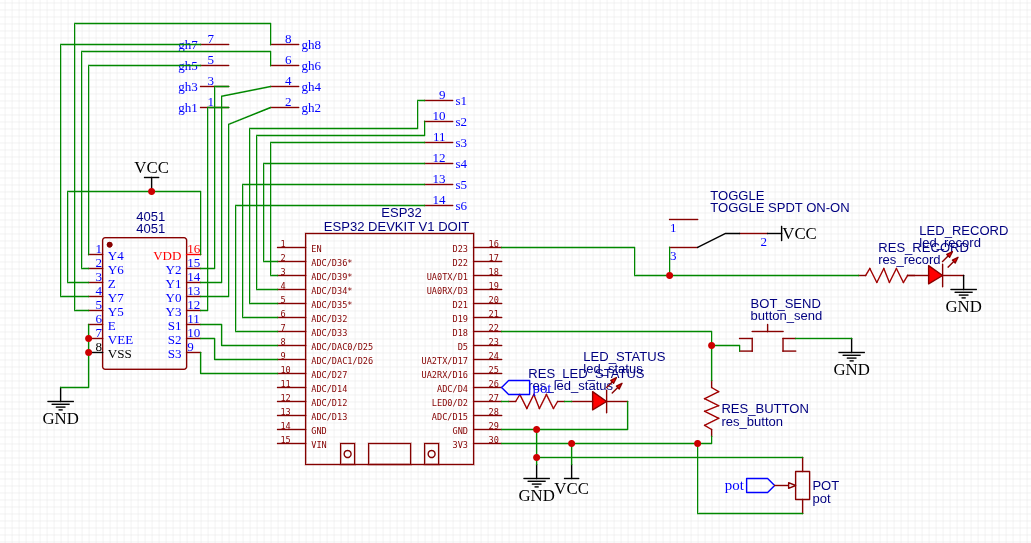 gh7 7
8 gh8
gh5 5
6 gh6
gh3 3
4 gh4
gh1 1
2 gh2
9 s1
10 s2
11 s3
12 s4
13 s5
14 s6
VCC
4051
4051
1 Y4
2 Y6
3 Z
4 Y7
5 Y5
6 E
7 VEE
8 VSS
VDD 16
Y2 15
Y1 14
Y0 13
Y3 12
S1 11
S2 10
S3 9
GND
ESP32
ESP32 DEVKIT V1 DOIT
1 EN
2 ADC/D36*
3 ADC/D39*
4 ADC/D34*
5 ADC/D35*
6 ADC/D32
7 ADC/D33
8 ADC/DAC0/D25
9 ADC/DAC1/D26
10 ADC/D27
11 ADC/D14
12 ADC/D12
13 ADC/D13
14 GND
15 VIN
D23 16
D22 17
UA0TX/D1 18
UA0RX/D3 19
D21 20
D19 21
D18 22
D5 23
UA2TX/D17 24
UA2RX/D16 25
ADC/D4 26
LED0/D2 27
ADC/D15 28
GND 29
3V3 30
TOGGLE
TOGGLE SPDT ON-ON
1
2 VCC
3
LED_RECORD
led_record
RES_RECORD
res_record
GND
BOT_SEND
button_send
GND
LED_STATUS
led_status
RES_LED_STATUS
res_led_status
pot
RES_BUTTON
res_button
GND VCC
pot
POT
pot